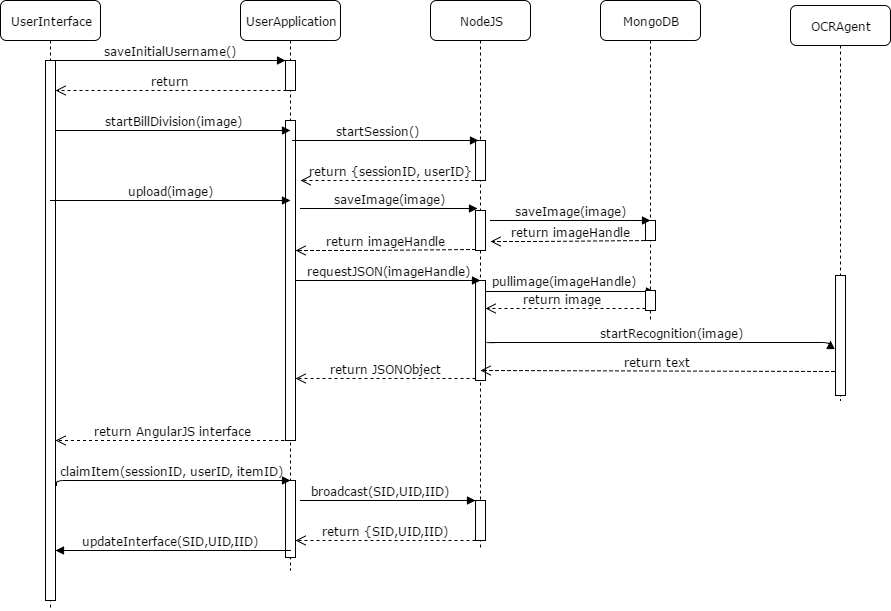 UserInterface
UserApplication
NodeJS
MongoDB
OCRAgent
saveInitialUsername()
return
startBillDivision(image)
startSession()
return {sessionID, userID}
upload(image)
saveImage(image)
saveImage(image)
return imageHandle
return imageHandle
requestJSON(imageHandle)
pullimage(imageHandle)
return image
startRecognition(image)
return text
return JSONObject
return AngularJS interface
claimItem(sessionID, userID, itemID)
broadcast(SID,UID,IID)
return {SID,UID,IID)
updateInterface(SID,UID,IID)